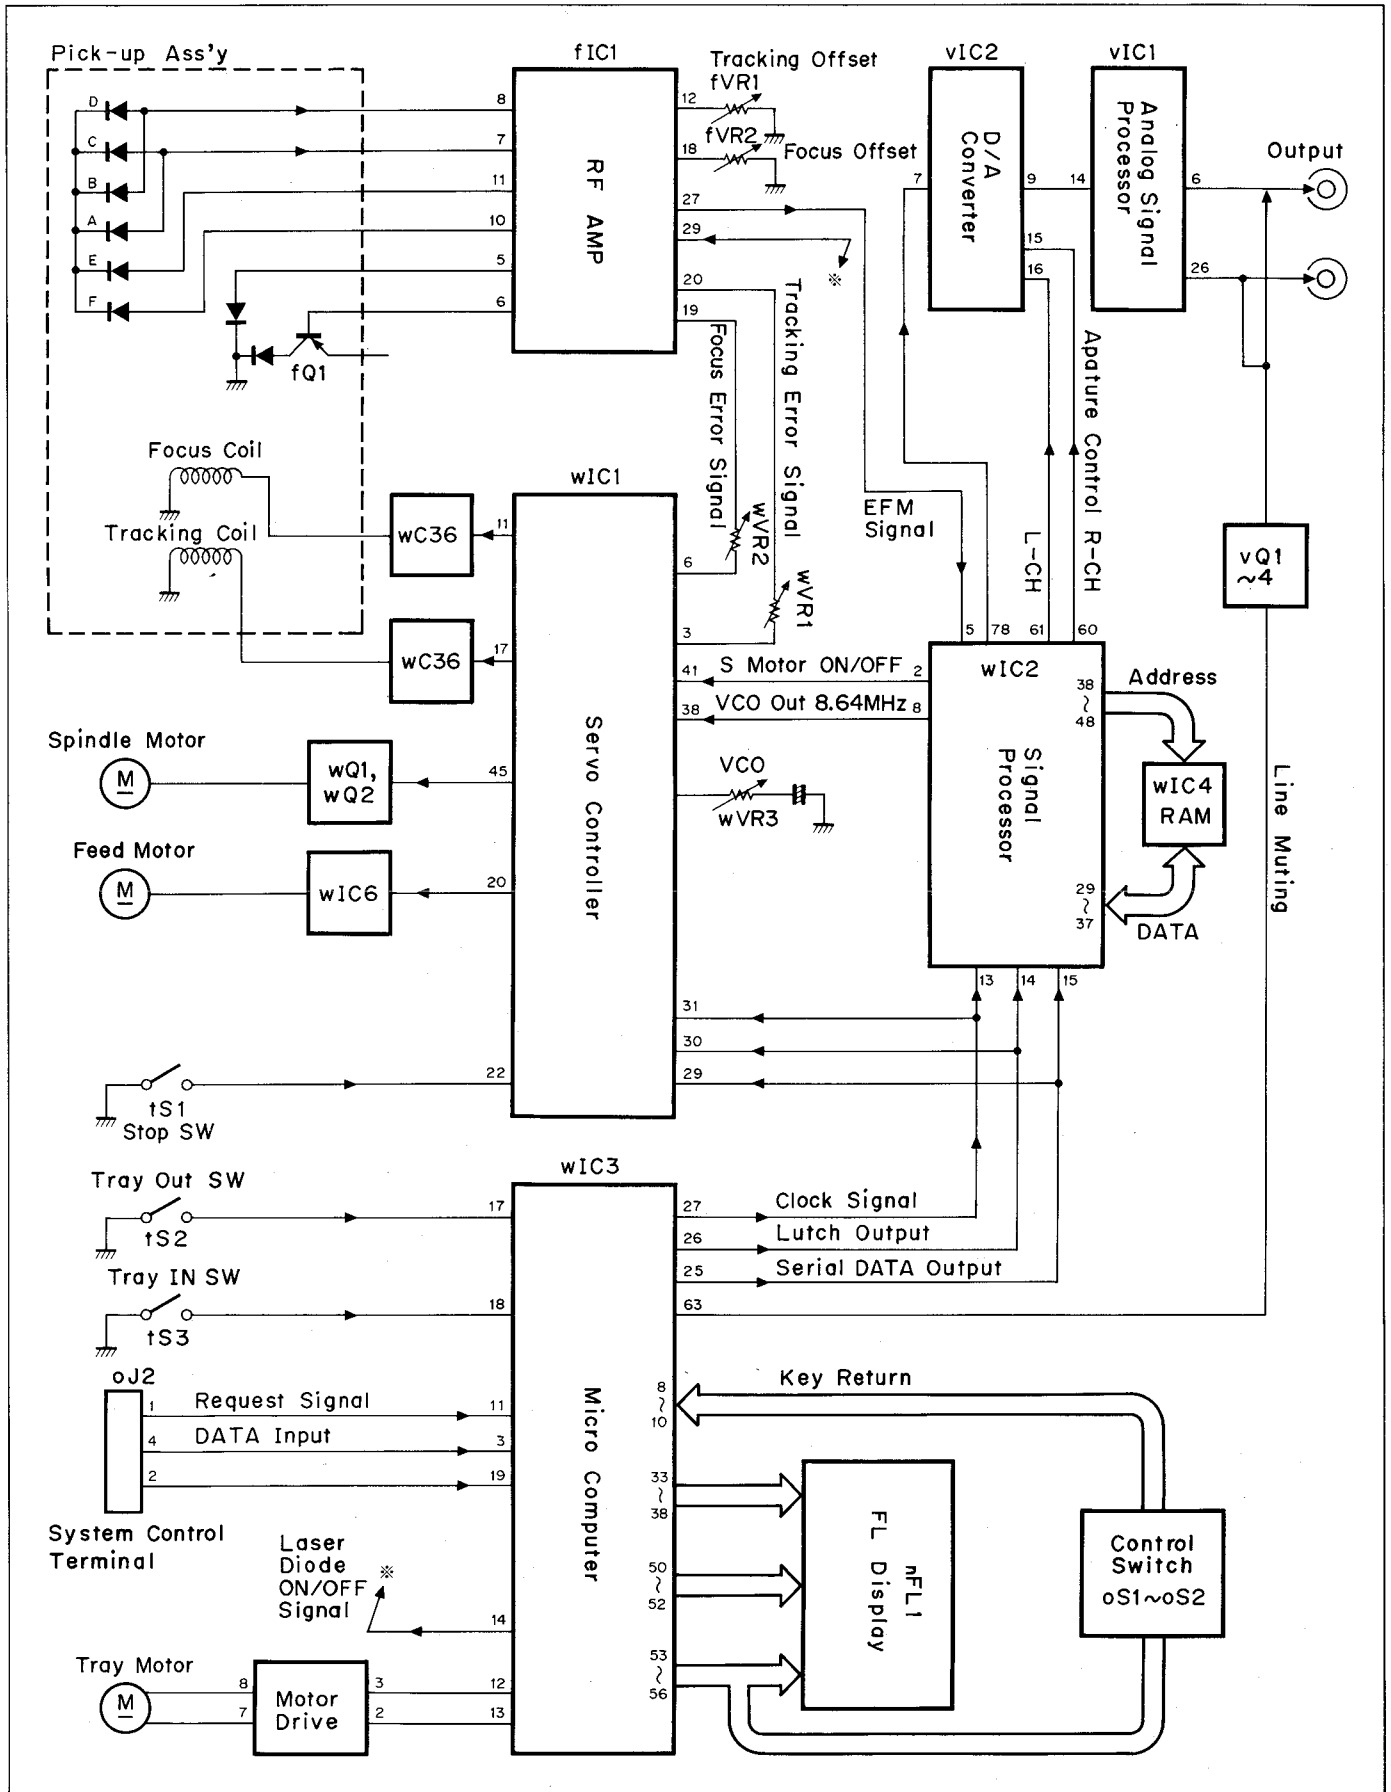 Pick-up Ass'y
D
C
B
A
E
F
fQ1
Focus Coil
Tracking Coil
fIC1
RF AMP
8
7
11
10
5
6
12
18
27
29
20
19
Tracking Offset
fVR1
fVR2
Focus Offset
※
Tracking Error Signal
Focus Error Signal
wVR2
wVR1
EFM
Signal
vIC2
D/A
Converter
7
9
15
16
vIC1
Analog Signal
Processor
14
6
26
Output
Apature Control R-CH
L-CH
vQ1
~4
Line Muting
wIC1
Servo Controller
wC36
11
wC36
17
6
3
41
38
S Motor ON/OFF
2
VCO Out 8.64MHz
8
VCO
wVR3
Spindle Motor
M
wQ1,
wQ2
45
Feed Motor
M
wIC6
20
22
31
30
29
tS1
Stop SW
5
78
61
60
wIC2
Signal
Processor
38
~
48
Address
wIC4
RAM
29
~
37
DATA
13
14
15
wIC3
Micro Computer
Tray Out SW
tS2
17
Tray IN SW
tS3
18
oJ2
1
Request Signal
11
4
DATA Input
3
2
19
System Control
Terminal
Laser
Diode
ON/OFF
Signal
※
14
Tray Motor
M
8
7
Motor
Drive
3
2
12
13
27
Clock Signal
26
Lutch Output
25
Serial DATA Output
63
8
~
10
Key Return
33
~
38
50
~
52
53
~
56
nFL1
FL Display
Control
Switch
oS1~oS2